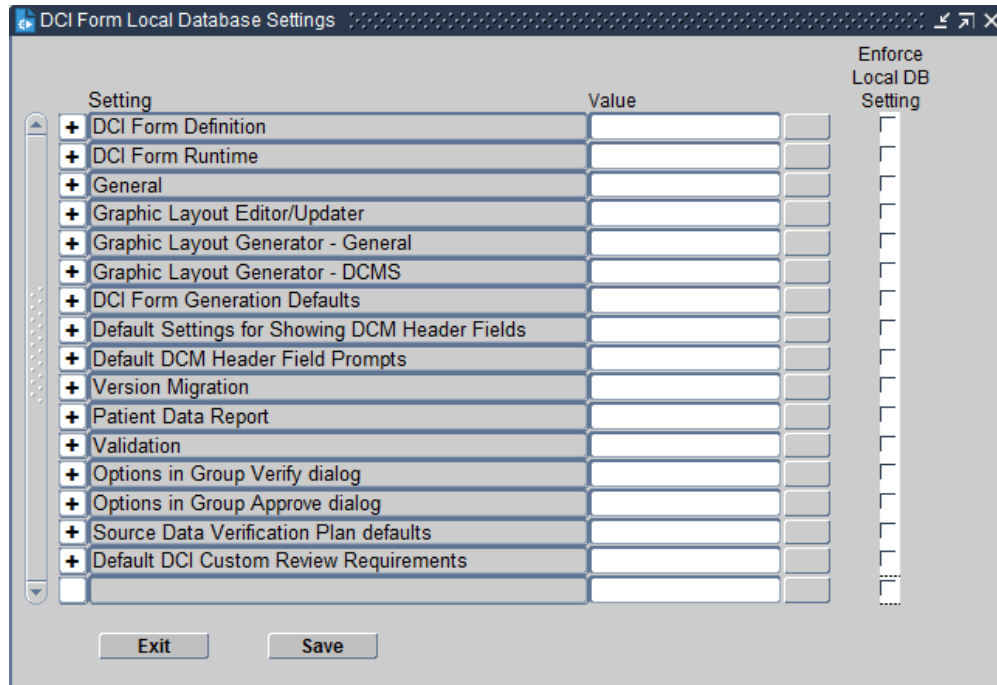 DCI Form Local Database Settings
Enforce
Local DB
Setting Value Setting
+ DCI Form Definition
+ DCI Form Runtime
+ General
+ Graphic Layout Editor/Updater
+ Graphic Layout Generator - General
+ Graphic Layout Generator - DCMS
+ DCI Form Generation Defaults
+ Default Settings for Showing DCM Header Fields
+ Default DCM Header Field Prompts
+ Version Migration
+ Patient Data Report
+ Validation
+ Options in Group Verify dialog
+ Options in Group Approve dialog
+ Source Data Verification Plan defaults
+ Default DCI Custom Review Requirements
Exit Save